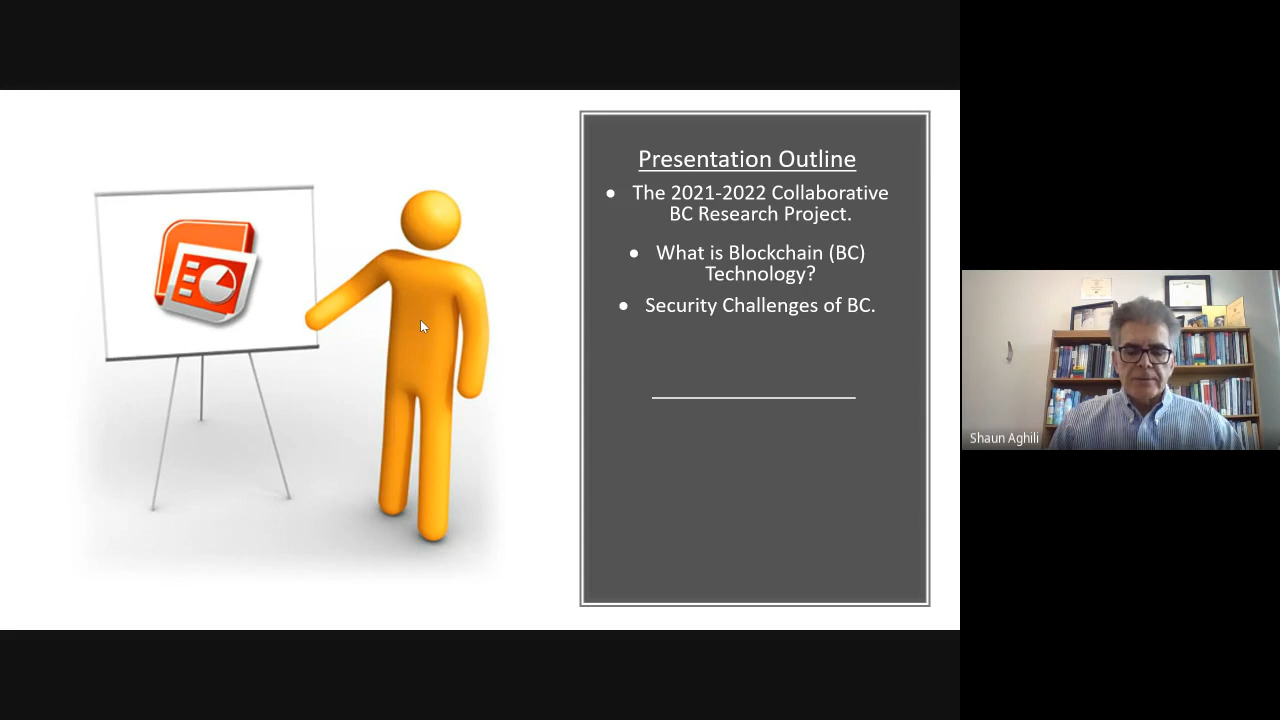 Presentation Outline
• The 2021-2022 Collaborative
BC Research Project.
• What is Blockchain (BC)
Technology?
• Security Challenges of BC.
Shaun Aghili